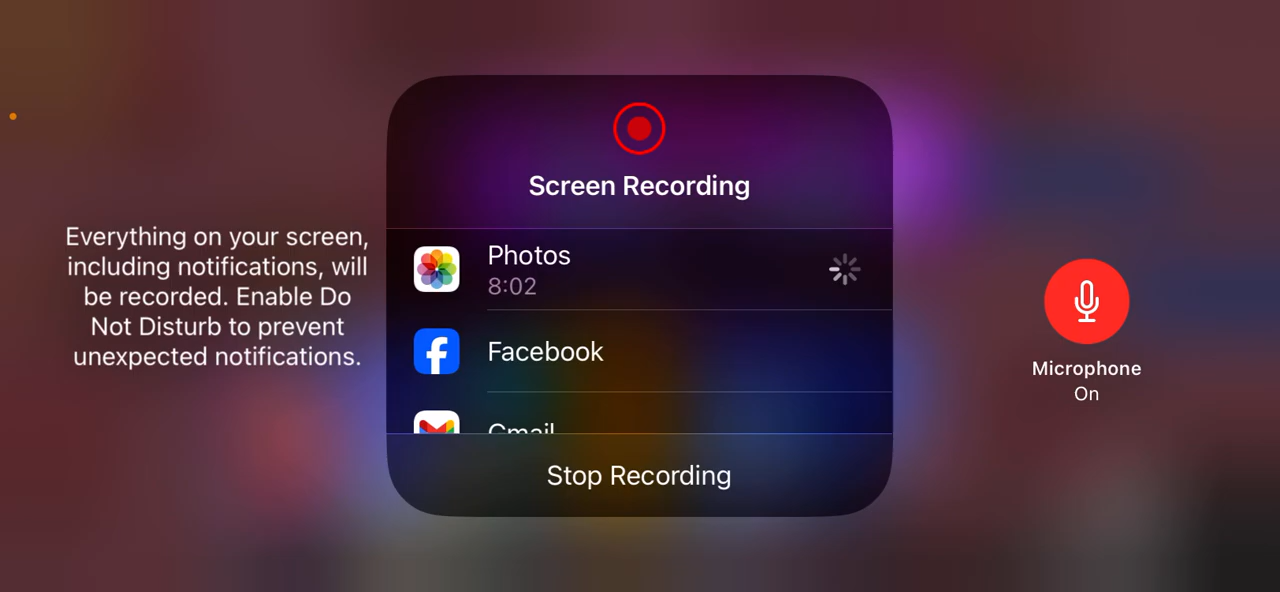 Screen Recording
Everything on your screen,
including notifications, will
be recorded. Enable Do
Not Disturb to prevent
unexpected notifications.
Photos
8:02
Facebook
Gmail
Stop Recording
Microphone
On